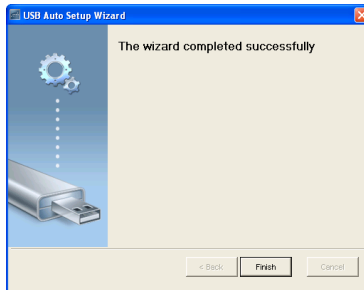 USB Auto Setup Wizard
The wizard completed successfully
< Back
Finish
Cancel